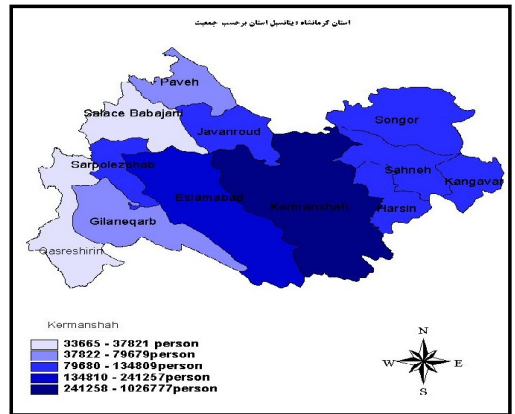 استان کرمانشاه : پتانسیل استان برحسب جمعیت
Paveh
Salace Babajani
Javanroud
Songor
Sarpolezahab
Sahneh
Kangavar
Eslamabad
Kermanshah
Harsin
Gilaneqarb
Qasreshirin
Kermanshah
33665 - 37821 person
37822 - 79679person
79680 - 134809person
134810 - 241257person
241258 - 1026777person
N
W E
S